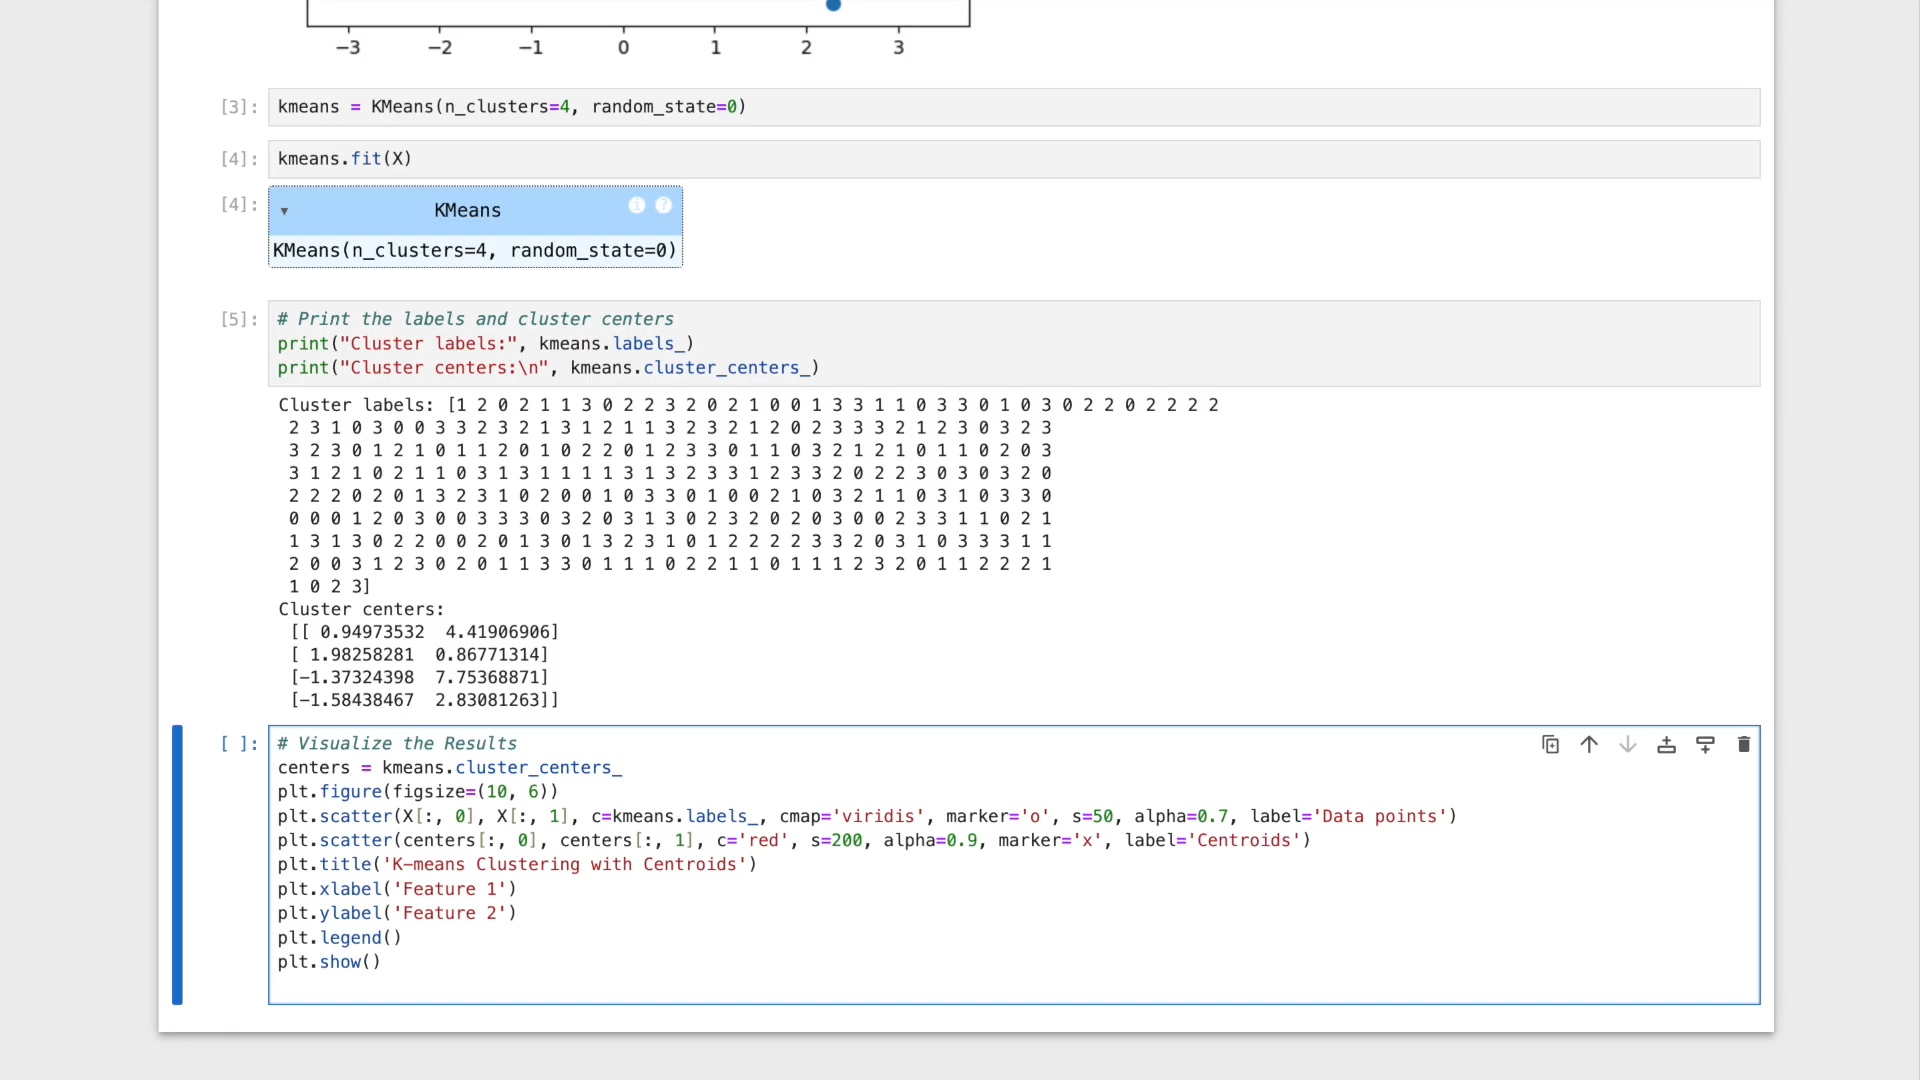 −3 −2 −1 0 1 2 3
[3]: kmeans = KMeans(n_clusters=4, random_state=0)
[4]: kmeans.fit(X)
[4]: ▼ KMeans i ?
KMeans(n_clusters=4, random_state=0)
[5]: # Print the labels and cluster centers
print("Cluster labels:", kmeans.labels_)
print("Cluster centers:\n", kmeans.cluster_centers_)
Cluster labels: [1 2 0 2 1 1 3 0 2 2 3 2 0 2 1 0 0 1 3 3 1 1 0 3 3 0 1 0 3 0 2 2 0 2 2 2 2
2 3 1 0 3 0 0 3 3 2 3 2 1 3 1 2 1 1 3 2 3 2 1 2 0 2 3 3 3 2 1 2 3 0 3 2 3
3 2 3 0 1 2 1 0 1 1 2 0 1 0 2 2 0 1 2 3 3 0 1 1 0 3 2 1 2 1 0 1 1 0 2 0 3
3 1 2 1 0 2 1 1 0 3 1 3 1 1 1 1 3 1 3 2 3 3 1 2 3 3 2 0 2 2 3 0 3 0 3 2 0
2 2 2 0 2 0 1 3 2 3 1 0 2 0 0 1 0 3 3 0 1 0 0 2 1 0 3 2 1 1 0 3 1 0 3 3 0
0 0 0 1 2 0 3 0 0 3 3 3 0 3 2 0 3 1 3 0 2 3 2 0 2 0 3 0 0 2 3 3 1 1 0 2 1
1 3 1 3 0 2 2 0 0 2 0 1 3 0 1 3 2 3 1 0 1 2 2 2 2 3 3 2 0 3 1 0 3 3 3 1 1
2 0 0 3 1 2 3 0 2 0 1 1 3 3 0 1 1 1 0 2 2 1 1 0 1 1 1 2 3 2 0 1 1 2 2 2 1
1 0 2 3]
Cluster centers:
[[ 0.94973532 4.41906906]
[ 1.98258281 0.86771314]
[−1.37324398 7.75368871]
[−1.58438467 2.83081263]]
[ ]: # Visualize the Results
centers = kmeans.cluster_centers_
plt.figure(figsize=(10, 6))
plt.scatter(X[:, 0], X[:, 1], c=kmeans.labels_, cmap='viridis', marker='o', s=50, alpha=0.7, label='Data points')
plt.scatter(centers[:, 0], centers[:, 1], c='red', s=200, alpha=0.9, marker='x', label='Centroids')
plt.title('K-means Clustering with Centroids')
plt.xlabel('Feature 1')
plt.ylabel('Feature 2')
plt.legend()
plt.show()